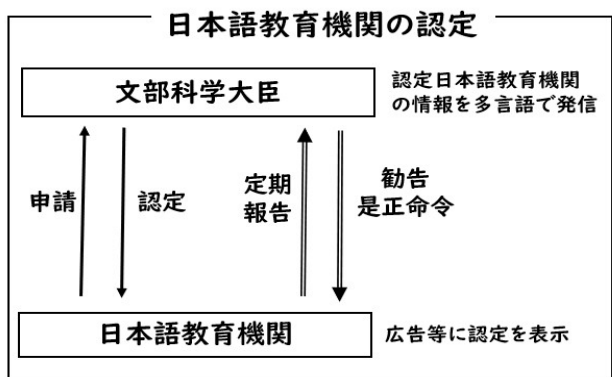 日本語教育機関の認定
文部科学大臣
認定日本語教育機関
の情報を多言語で発信
申請
認定
定期
報告
勧告
是正命令
日本語教育機関
広告等に認定を表示